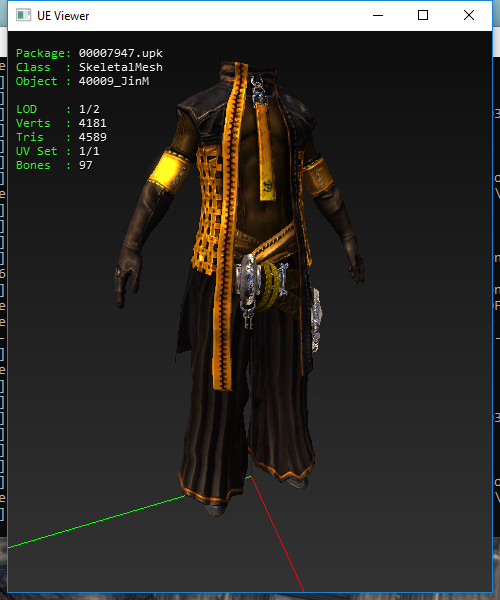 UE Viewer
Package: 00007947.upk
Class : SkeletalMesh
Object : 40009_JinM
LOD : 1/2
Verts : 4181
Tris : 4589
UV Set : 1/1
Bones : 97